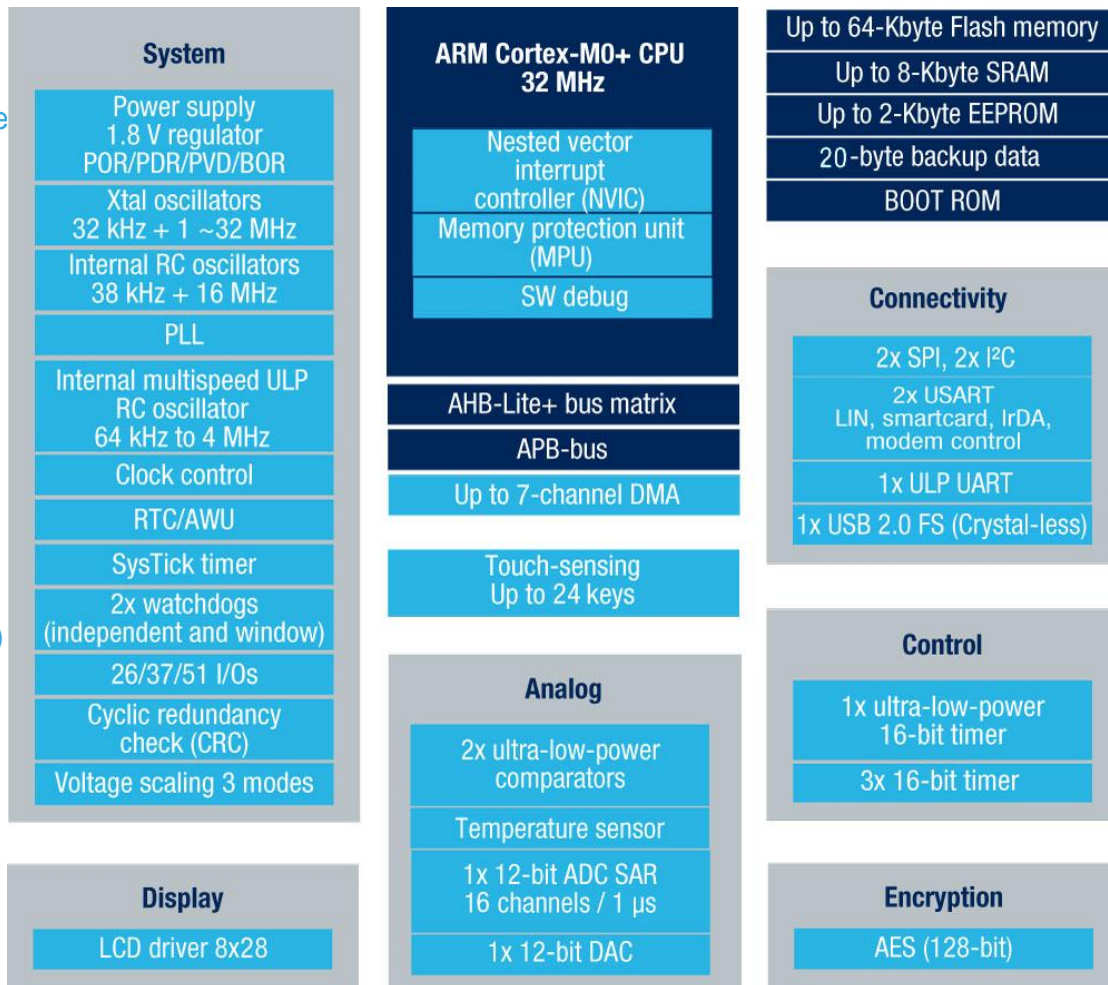 System
Power supply
1.8 V regulator
POR/PDR/PVD/BOR
Xtal oscillators
32 kHz + 1 ~32 MHz
Internal RC oscillators
38 kHz + 16 MHz
PLL
Internal multispeed ULP
RC oscillator
64 kHz to 4 MHz
Clock control
RTC/AWU
SysTick timer
2x watchdogs
(independent and window)
26/37/51 I/Os
Cyclic redundancy
check (CRC)
Voltage scaling 3 modes
Display
LCD driver 8x28
ARM Cortex-M0+ CPU
32 MHz
Nested vector
interrupt
controller (NVIC)
Memory protection unit
(MPU)
SW debug
AHB-Lite+ bus matrix
APB-bus
Up to 7-channel DMA
Touch-sensing
Up to 24 keys
Analog
2x ultra-low-power
comparators
Temperature sensor
1x 12-bit ADC SAR
16 channels / 1 µs
1x 12-bit DAC
Up to 64-Kbyte Flash memory
Up to 8-Kbyte SRAM
Up to 2-Kbyte EEPROM
20-byte backup data
BOOT ROM
Connectivity
2x SPI, 2x I²C
2x USART
LIN, smartcard, IrDA,
modem control
1x ULP UART
1x USB 2.0 FS (Crystal-less)
Control
1x ultra-low-power
16-bit timer
3x 16-bit timer
Encryption
AES (128-bit)